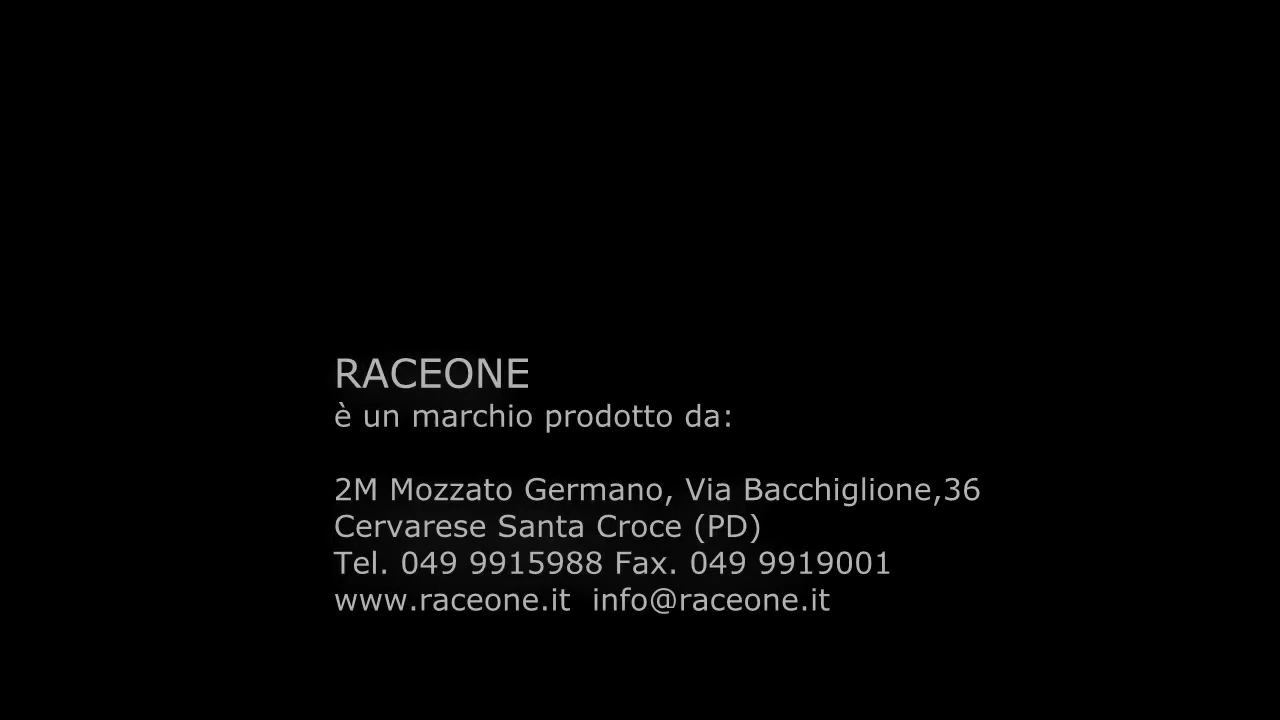 RACEONE
è un marchio prodotto da:
2M Mozzato Germano, Via Bacchiglione,36
Cervarese Santa Croce (PD)
Tel. 049 9915988 Fax. 049 9919001
www.raceone.it  info@raceone.it